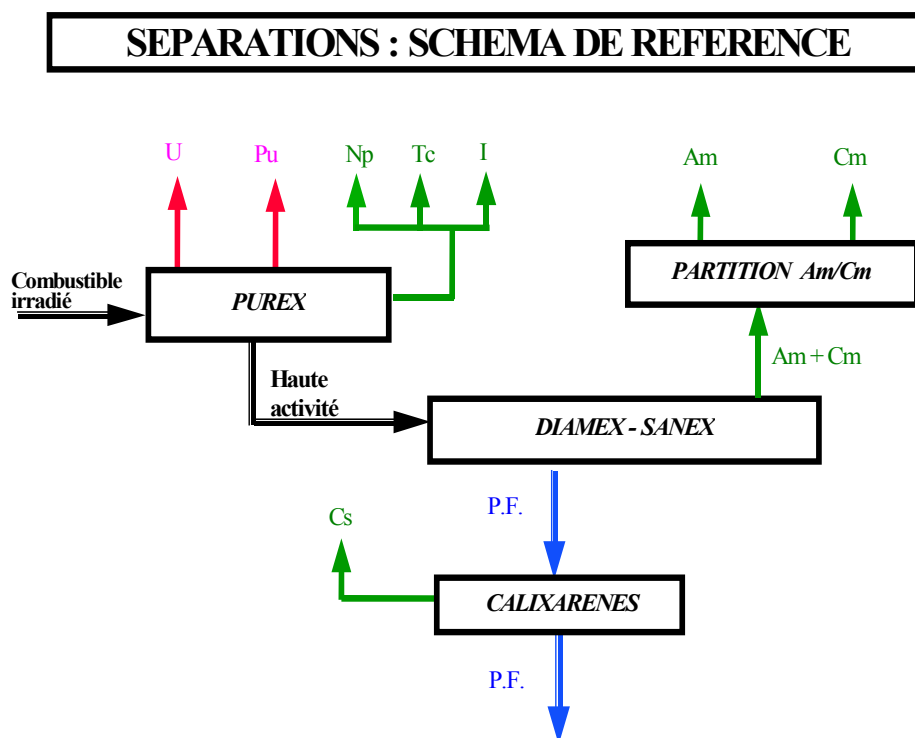 SEPARATIONS : SCHEMA DE REFERENCE
U
Pu
Np
Tc
I
Am
Cm
Combustible
irradié
PUREX
PARTITION Am/Cm
Haute
activité
Am + Cm
DIAMEX - SANEX
P.F.
Cs
CALIXARENES
P.F.